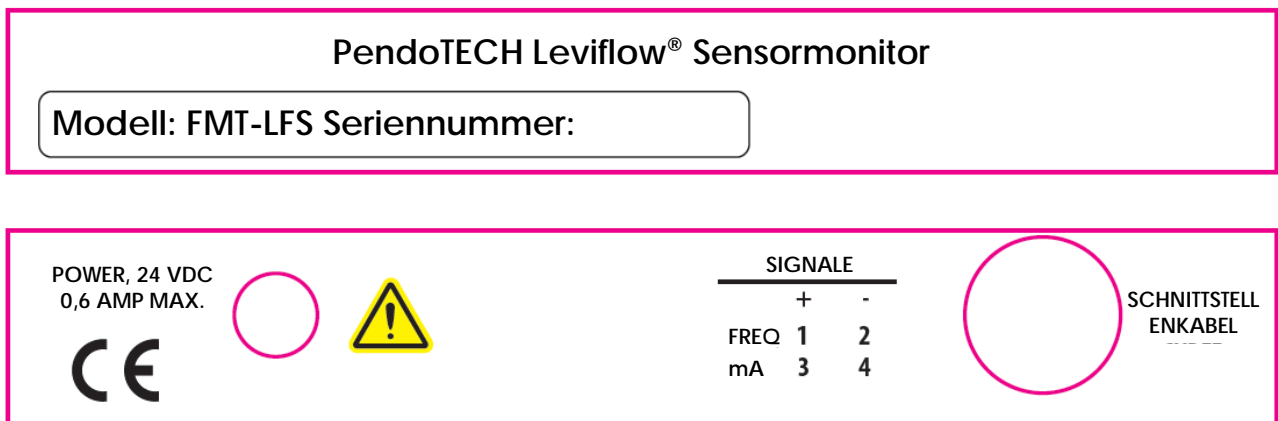 PendoTECH Leviflow® Sensormonitor
Modell: FMT-LFS Seriennummer:
POWER, 24 VDC
0,6 AMP MAX.
CE
SIGNALE
+ -
FREQ 1 2
mA 3 4
SCHNITTSTELL
ENKABEL